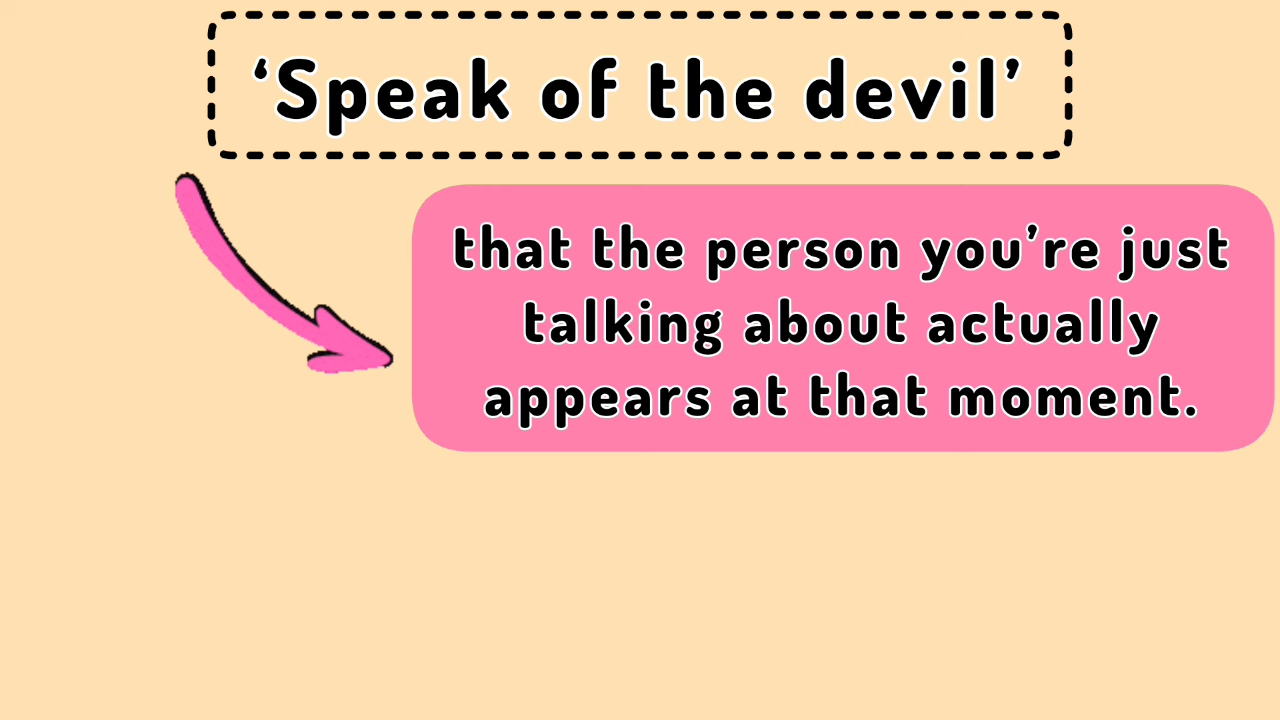 ‘Speak of the devil’
that the person you’re just
talking about actually
appears at that moment.